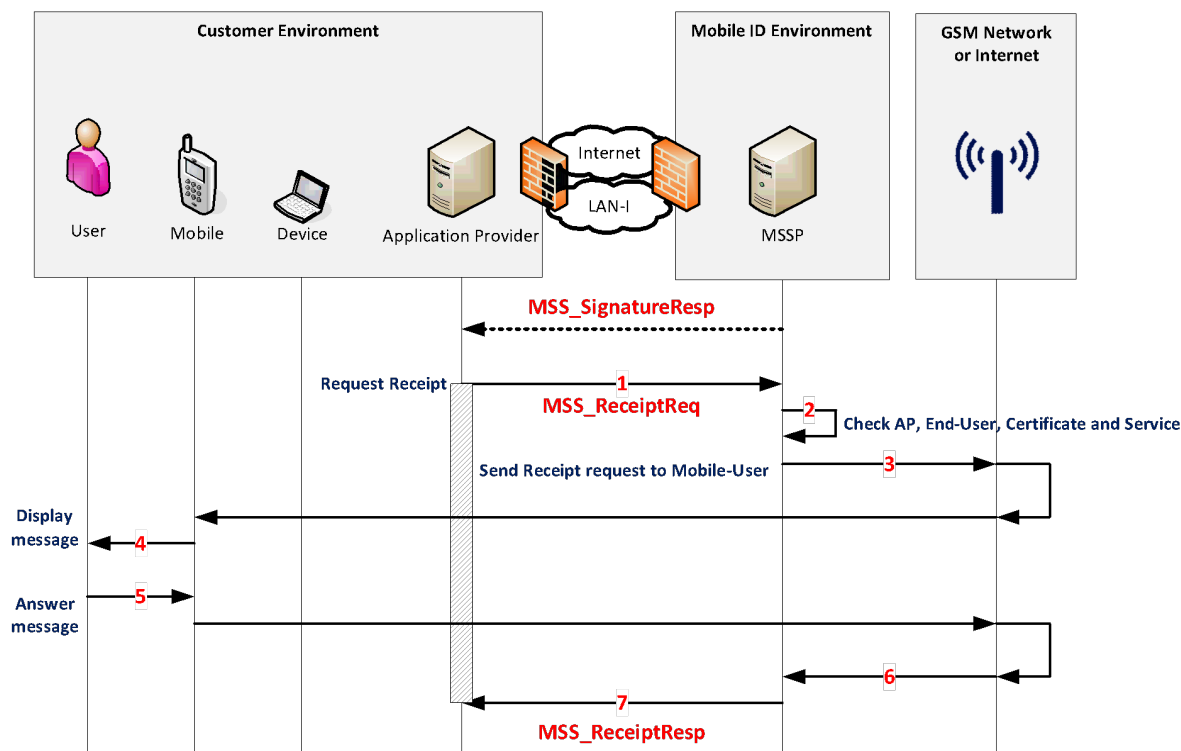 Customer Environment
Mobile ID Environment
GSM Network
or Internet
User
Mobile
Device
Application Provider
Internet
LAN-I
MSSP
MSS_SignatureResp
Request Receipt
1
MSS_ReceiptReq
2
Check AP, End-User, Certificate and Service
Send Receipt request to Mobile-User
3
Display
message
4
5
Answer
message
6
7
MSS_ReceiptResp